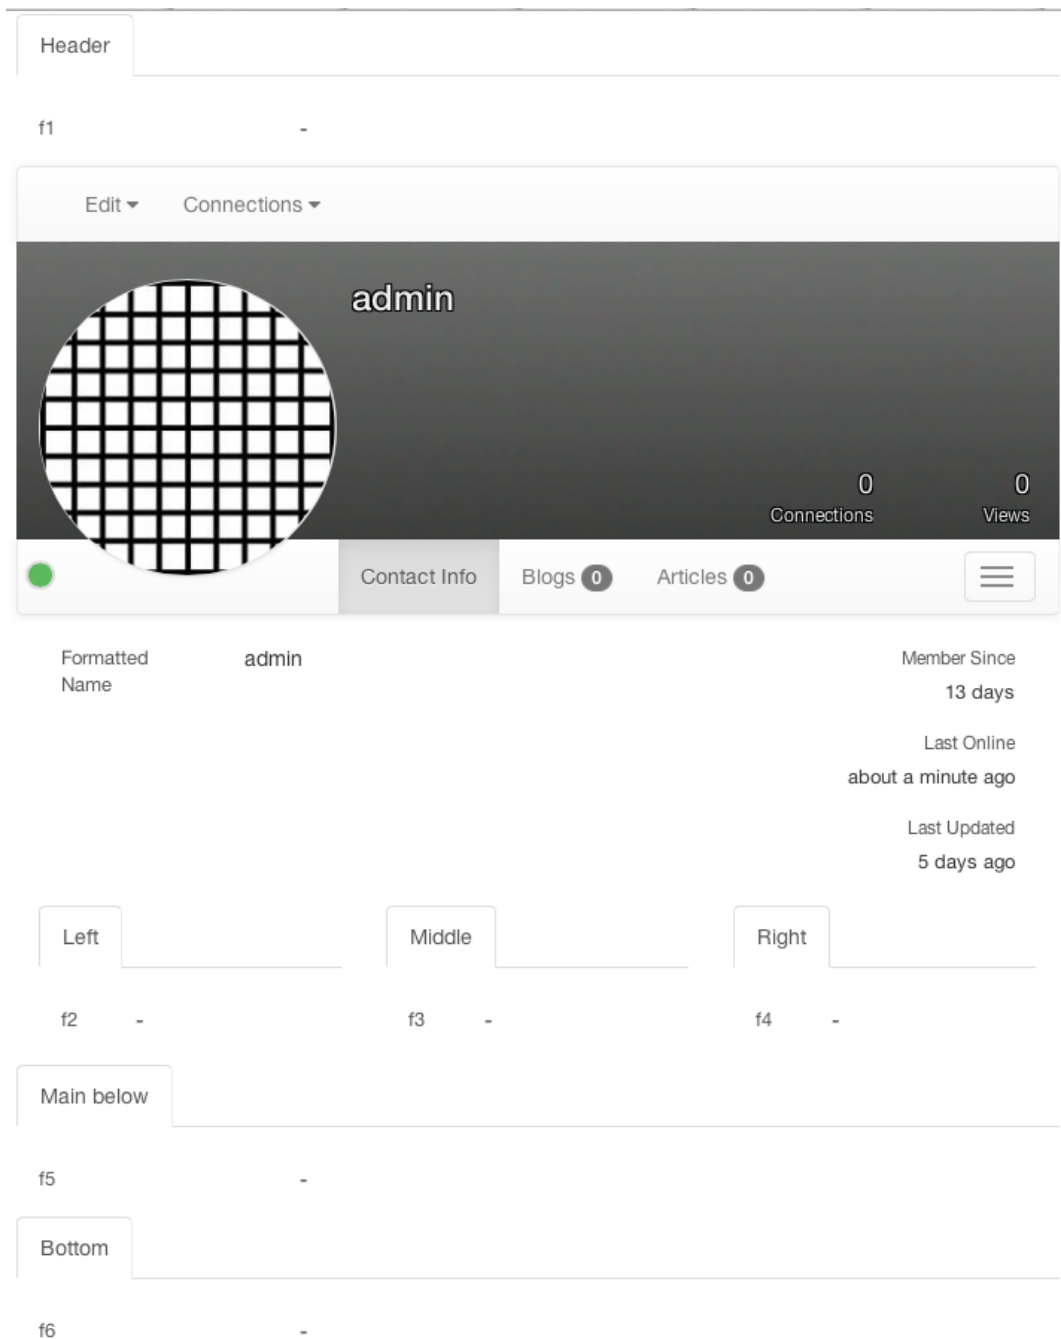 Header
f1 -
Edit Connections
admin
0 0
Connections Views
Contact Info Blogs 0 Articles 0
Formatted Name admin
Member Since
13 days
Last Online
about a minute ago
Last Updated
5 days ago
Left Middle Right
f2 - f3 - f4 -
Main below
f5 -
Bottom
f6 -